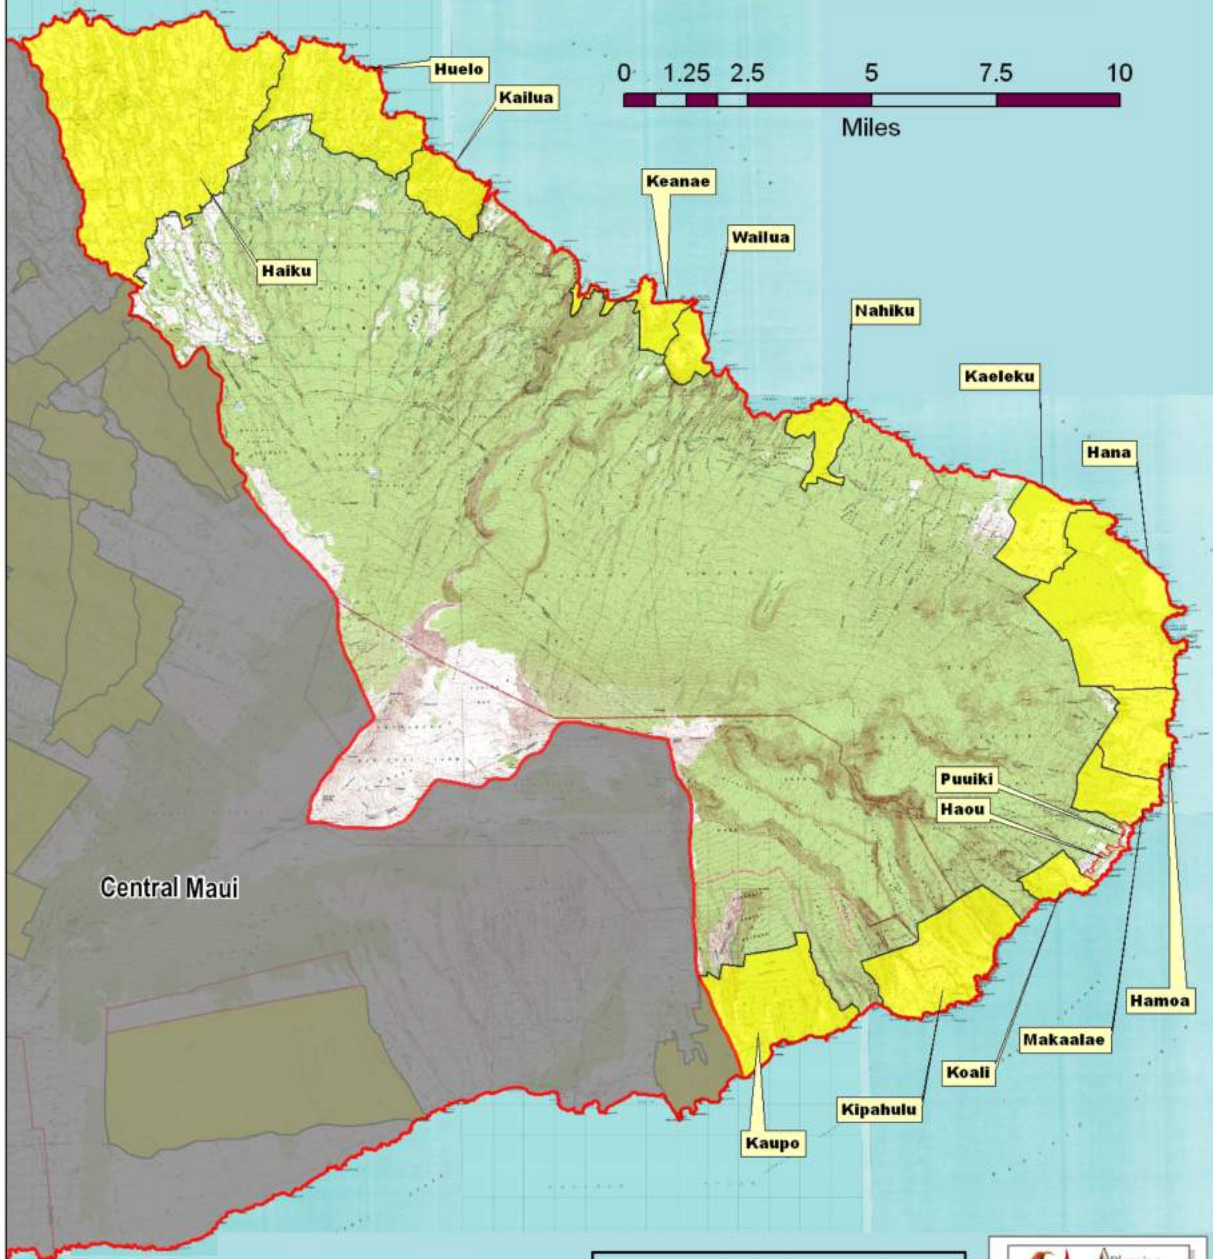 Huelo
0 1.25 2.5 5 7.5 10
Kailua
Miles
Keanae
Wailua
Haiku
Nahiku
Kaeleku
Hana
Puuiki
Haou
Central Maui
Hamoa
Makaalae
Koali
Kipahulu
Kaupo